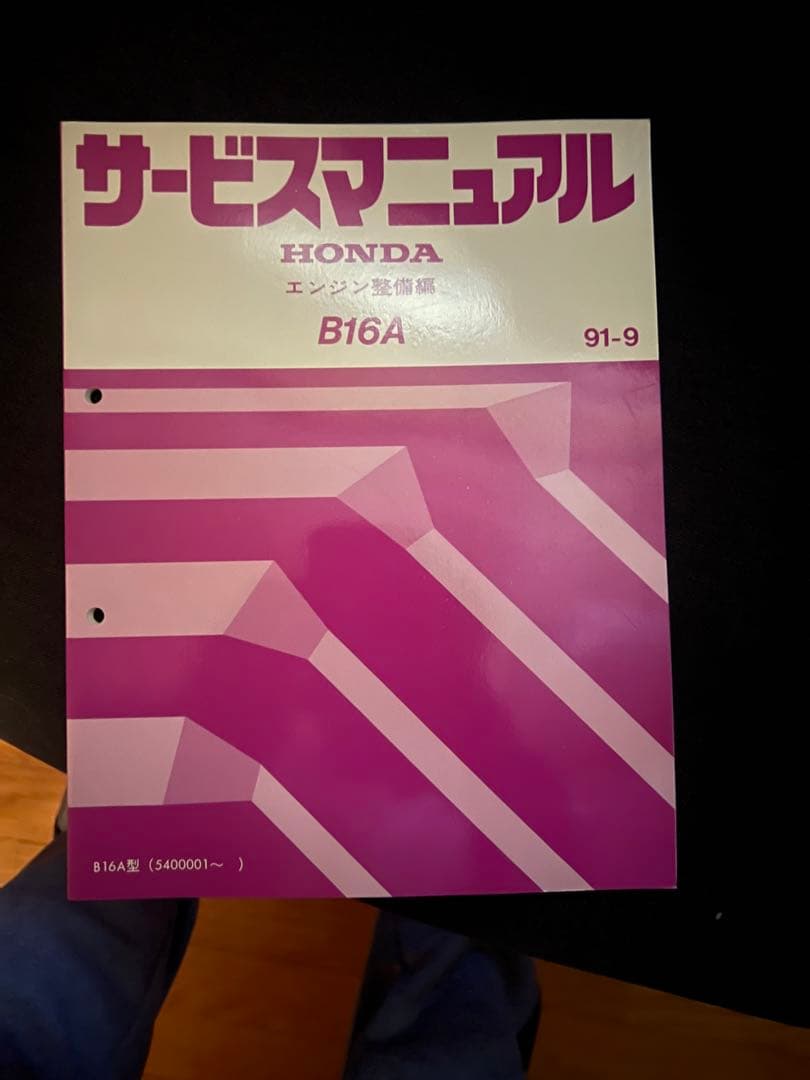 サービスマニュアル
HONDA
エンジン整備編
B16A
91-9
B16A型（5400001～　）